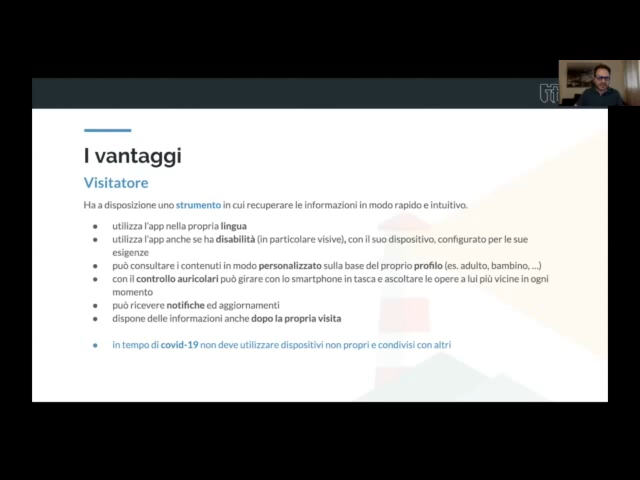 I vantaggi
Visitatore
Ha a disposizione uno strumento in cui recuperare le informazioni in modo rapido e intuitivo.
● utilizza l'app nella propria lingua
● utilizza l'app anche se ha disabilità (in particolare visive), con il suo dispositivo, configurato per le sue
esigenze
● può consultare i contenuti in modo personalizzato sulla base del proprio profilo (es. adulto, bambino, ...)
● con il controllo auricolari può girare con lo smartphone in tasca e ascoltare le opere a lui più vicine in ogni
momento
● può ricevere notifiche ed aggiornamenti
● dispone delle informazioni anche dopo la propria visita
● in tempo di covid-19 non deve utilizzare dispositivi non propri e condivisi con altri